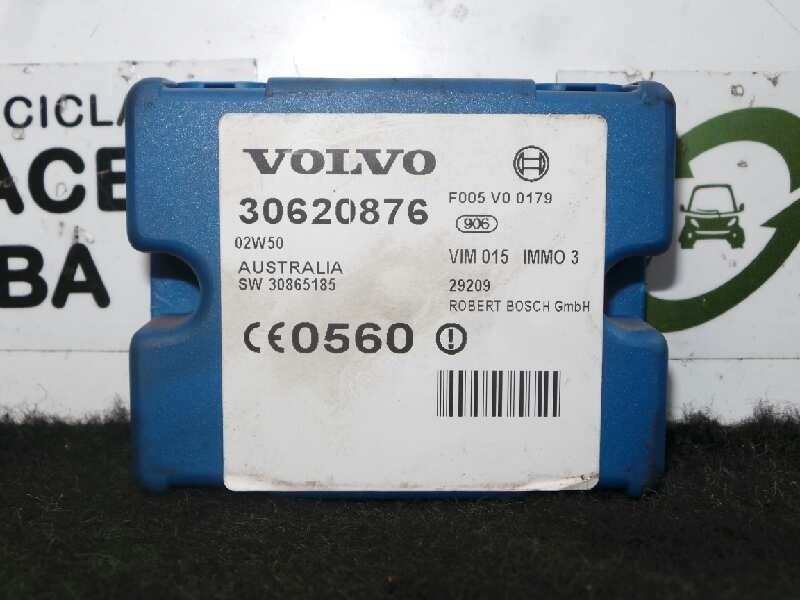 CICLA
ACE
BA
VOLVO
30620876
02W50
AUSTRALIA
SW 30865185
CE0560
F005 V0 0179
906
VIM 015 IMMO 3
29209
ROBERT BOSCH GmbH